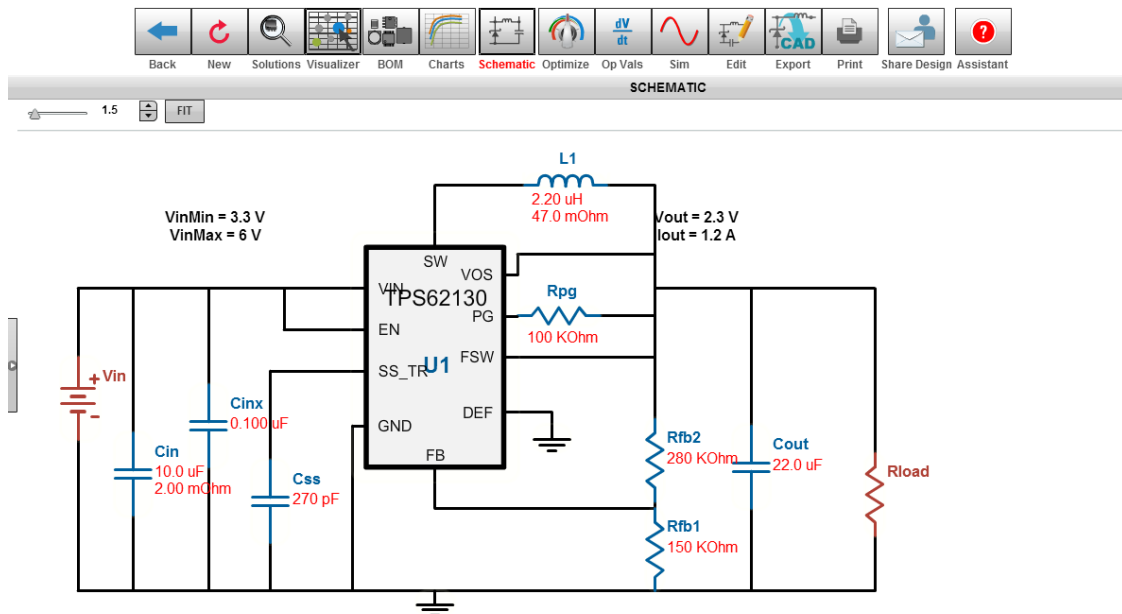 Back New Solutions Visualizer BOM Charts Schematic Optimize Op Vals Sim Edit Export Print Share Design Assistant
dV
dt
CAD
?
SCHEMATIC
1.5
FIT
L1
2.20 uH
47.0 mOhm
VinMin = 3.3 V
VinMax = 6 V
Vout = 2.3 V
Iout = 1.2 A
SW
VOS
VIN
TPS62130
PG
Rpg
100 KOhm
EN
FSW
U1
SS_TR
DEF
GND
FB
+ Vin
-
Cinx
0.100 uF
Cin
10.0 uF
2.00 mOhm
Css
270 pF
Rfb2
280 KOhm
Cout
22.0 uF
Rload
Rfb1
150 KOhm